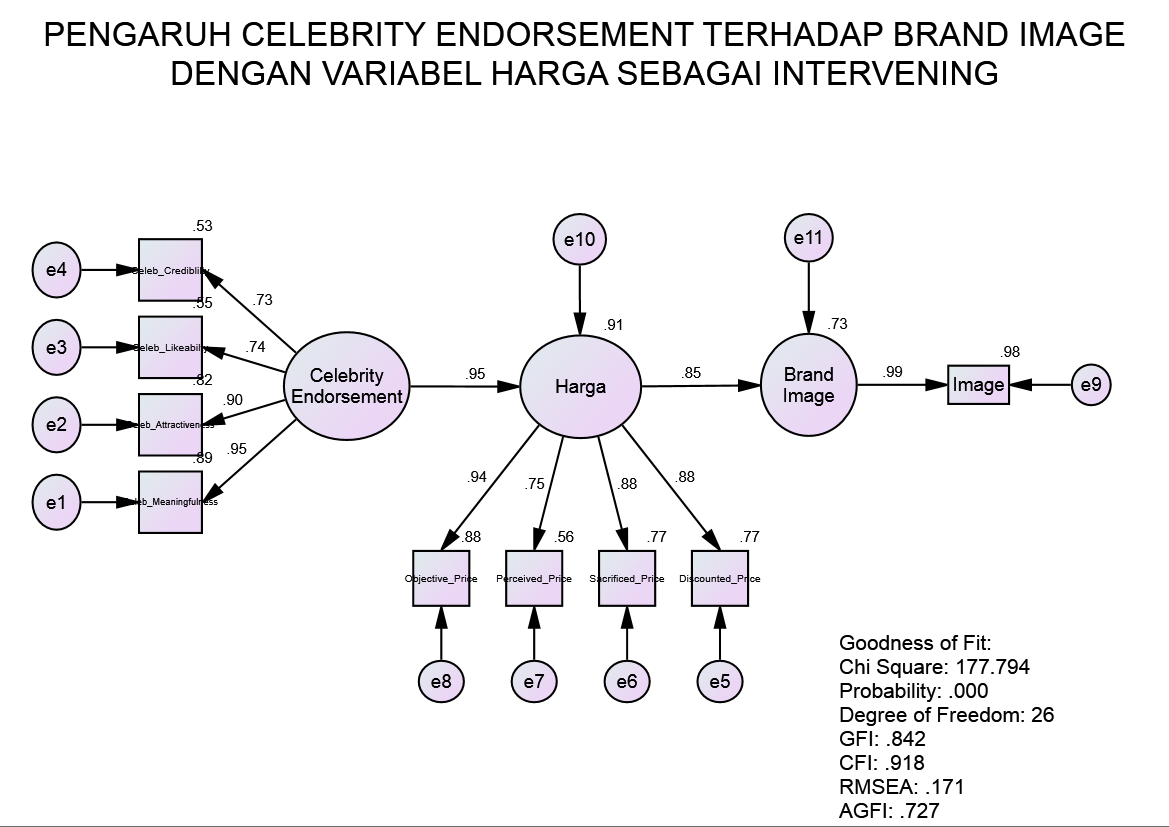 PENGARUH CELEBRITY ENDORSEMENT TERHADAP BRAND IMAGE
DENGAN VARIABEL HARGA SEBAGAI INTERVENING
e10
e11
.53
e4
.73
.91
.73
.55
e3
.74
.98
Celebrity
Endorsement
.95
Harga
.85
Brand
Image
.99
Image
e9
.82
e2
.90
.89
e1
.95
.94
.75
.88
.88
.88
.56
.77
.77
Objective_Price
Perceived_Price
Sacrificed_Price
Discounted_Price
e8
e7
e6
e5
Goodness of Fit:
Chi Square: 177.794
Probability: .000
Degree of Freedom: 26
GFI: .842
CFI: .918
RMSEA: .171
AGFI: .727